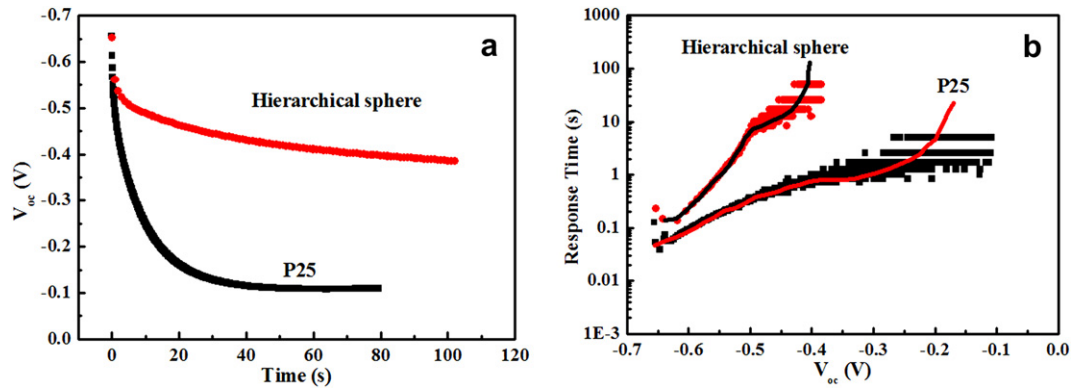 -0.7
-0.6
-0.5
-0.4
-0.3
-0.2
-0.1
0.0
V_oc (V)
a
Hierarchical sphere
P25
0 20 40 60 80 100 120
Time (s)
1000
100
10
1
0.1
0.01
1E-3
Response Time (s)
b
Hierarchical sphere
P25
-0.7 -0.6 -0.5 -0.4 -0.3 -0.2 -0.1 0.0
V_oc (V)